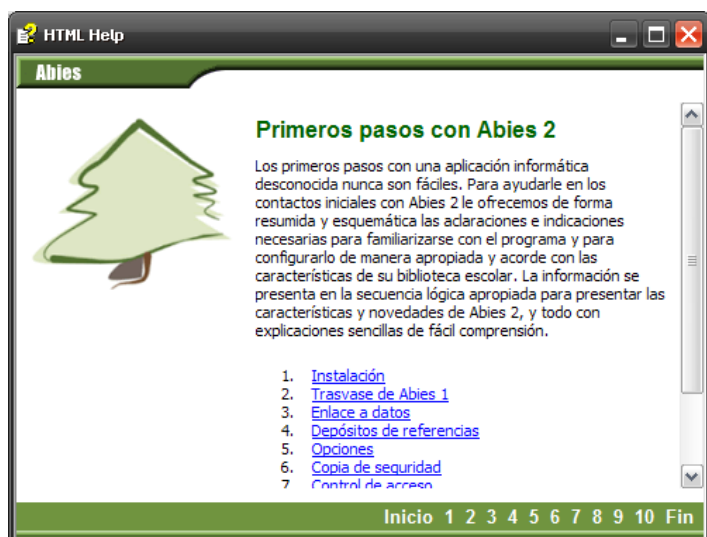 HTML Help
Abies
Primeros pasos con Abies 2
Los primeros pasos con una aplicación informática
desconocida nunca son fáciles. Para ayudarle en los
contactos iniciales con Abies 2 le ofrecemos de forma
resumida y esquemática las aclaraciones e indicaciones
necesarias para familiarizarse con el programa y para
configurarlo de manera apropiada y acorde con las
características de su biblioteca escolar. La información se
presenta en la secuencia lógica apropiada para presentar las
características y novedades de Abies 2, y todo con
explicaciones sencillas de fácil comprensión.
1. Instalación
2. Trasvase de Abies 1
3. Enlace a datos
4. Depósitos de referencias
5. Opciones
6. Copia de seguridad
7 Control de acceso
Inicio 1 2 3 4 5 6 7 8 9 10 Fin